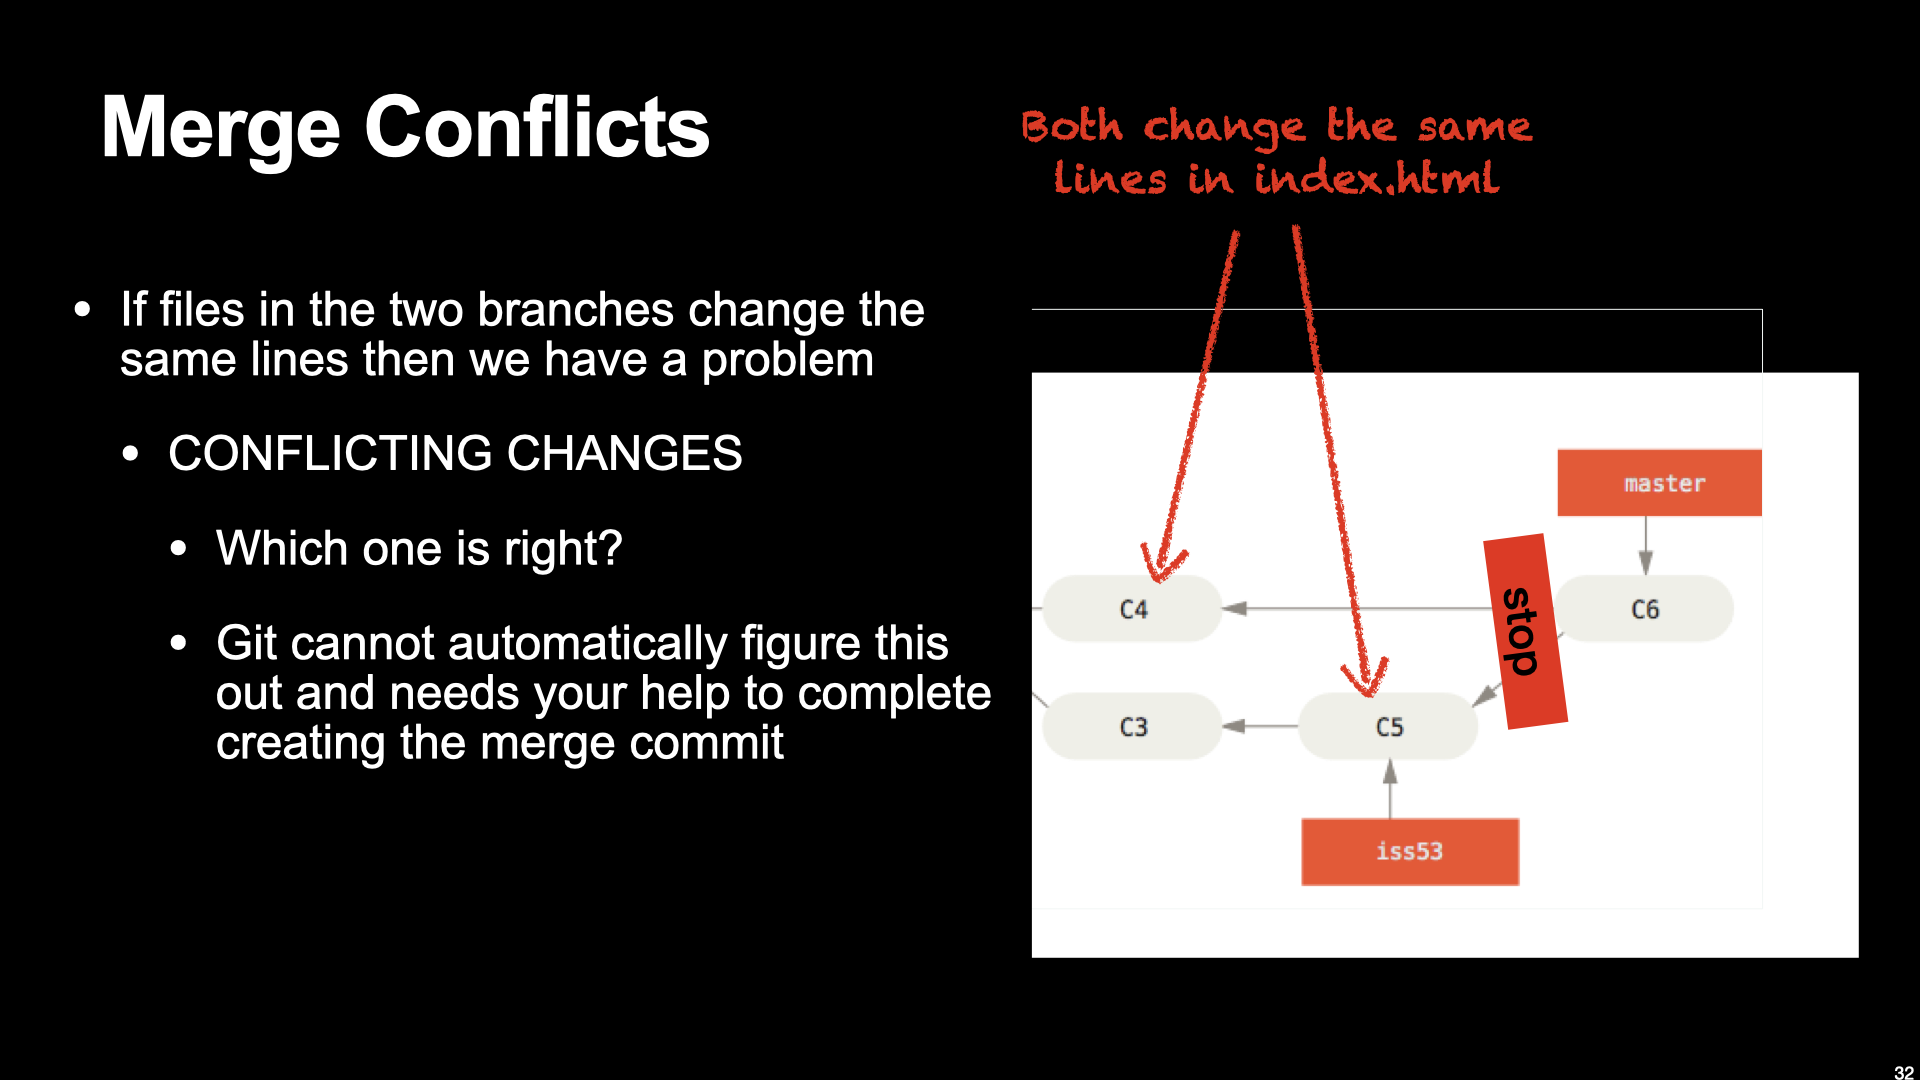 Merge Conflicts
Both change the same
lines in index.html
• If files in the two branches change the
same lines then we have a problem
• CONFLICTING CHANGES
• Which one is right?
• Git cannot automatically figure this
out and needs your help to complete
creating the merge commit
master
stop
C4
C6
C3
C5
iss53
32